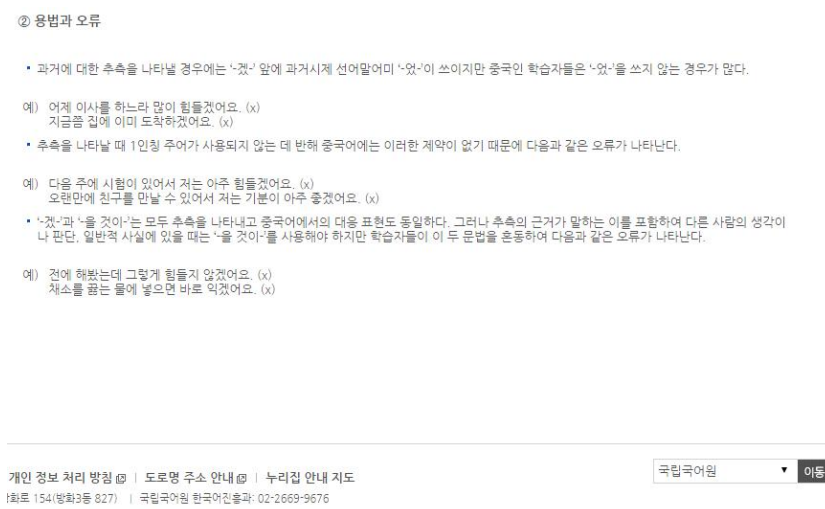 ② 용법과 오류
▪ 과거에 대한 추측을 나타낼 경우에는 '-겠-' 앞에 과거시제 선어말어미 '-었-'이 쓰이지만 중국인 학습자들은 '-었-'을 쓰지 않는 경우가 많다.
예) 어제 이사를 하느라 많이 힘들겠어요. (x)
지금쯤 집에 이미 도착하겠어요. (x)
▪ 추측을 나타날 때 1인칭 주어가 사용되지 않는 데 반해 중국어에는 이러한 제약이 없기 때문에 다음과 같은 오류가 나타난다.
예) 다음 주에 시험이 있어서 저는 아주 힘들겠어요. (x)
오랜만에 친구를 만날 수 있어서 저는 기분이 아주 좋겠어요. (x)
▪ '-겠-'과 '-을 것이-'는 모두 추측을 나타내고 중국어에서의 대응 표현도 동일하다. 그러나 추측의 근거가 말하는 이를 포함하여 다른 사람의 생각이
나 판단, 일반적 사실에 있을 때는 '-을 것이-'를 사용해야 하지만 학습자들이 이 두 문법을 혼동하여 다음과 같은 오류가 나타난다.
예) 전에 해봤는데 그렇게 힘들지 않겠어요. (x)
채소를 끓는 물에 넣으면 바로 익겠어요. (x)
개인 정보 처리 방침 | 도로명 주소 안내 | 누리집 안내 지도
국립국어원 ▼ 이동
화로 154(방화3동 827) | 국립국어원 한국어진흥과: 02-2669-9676